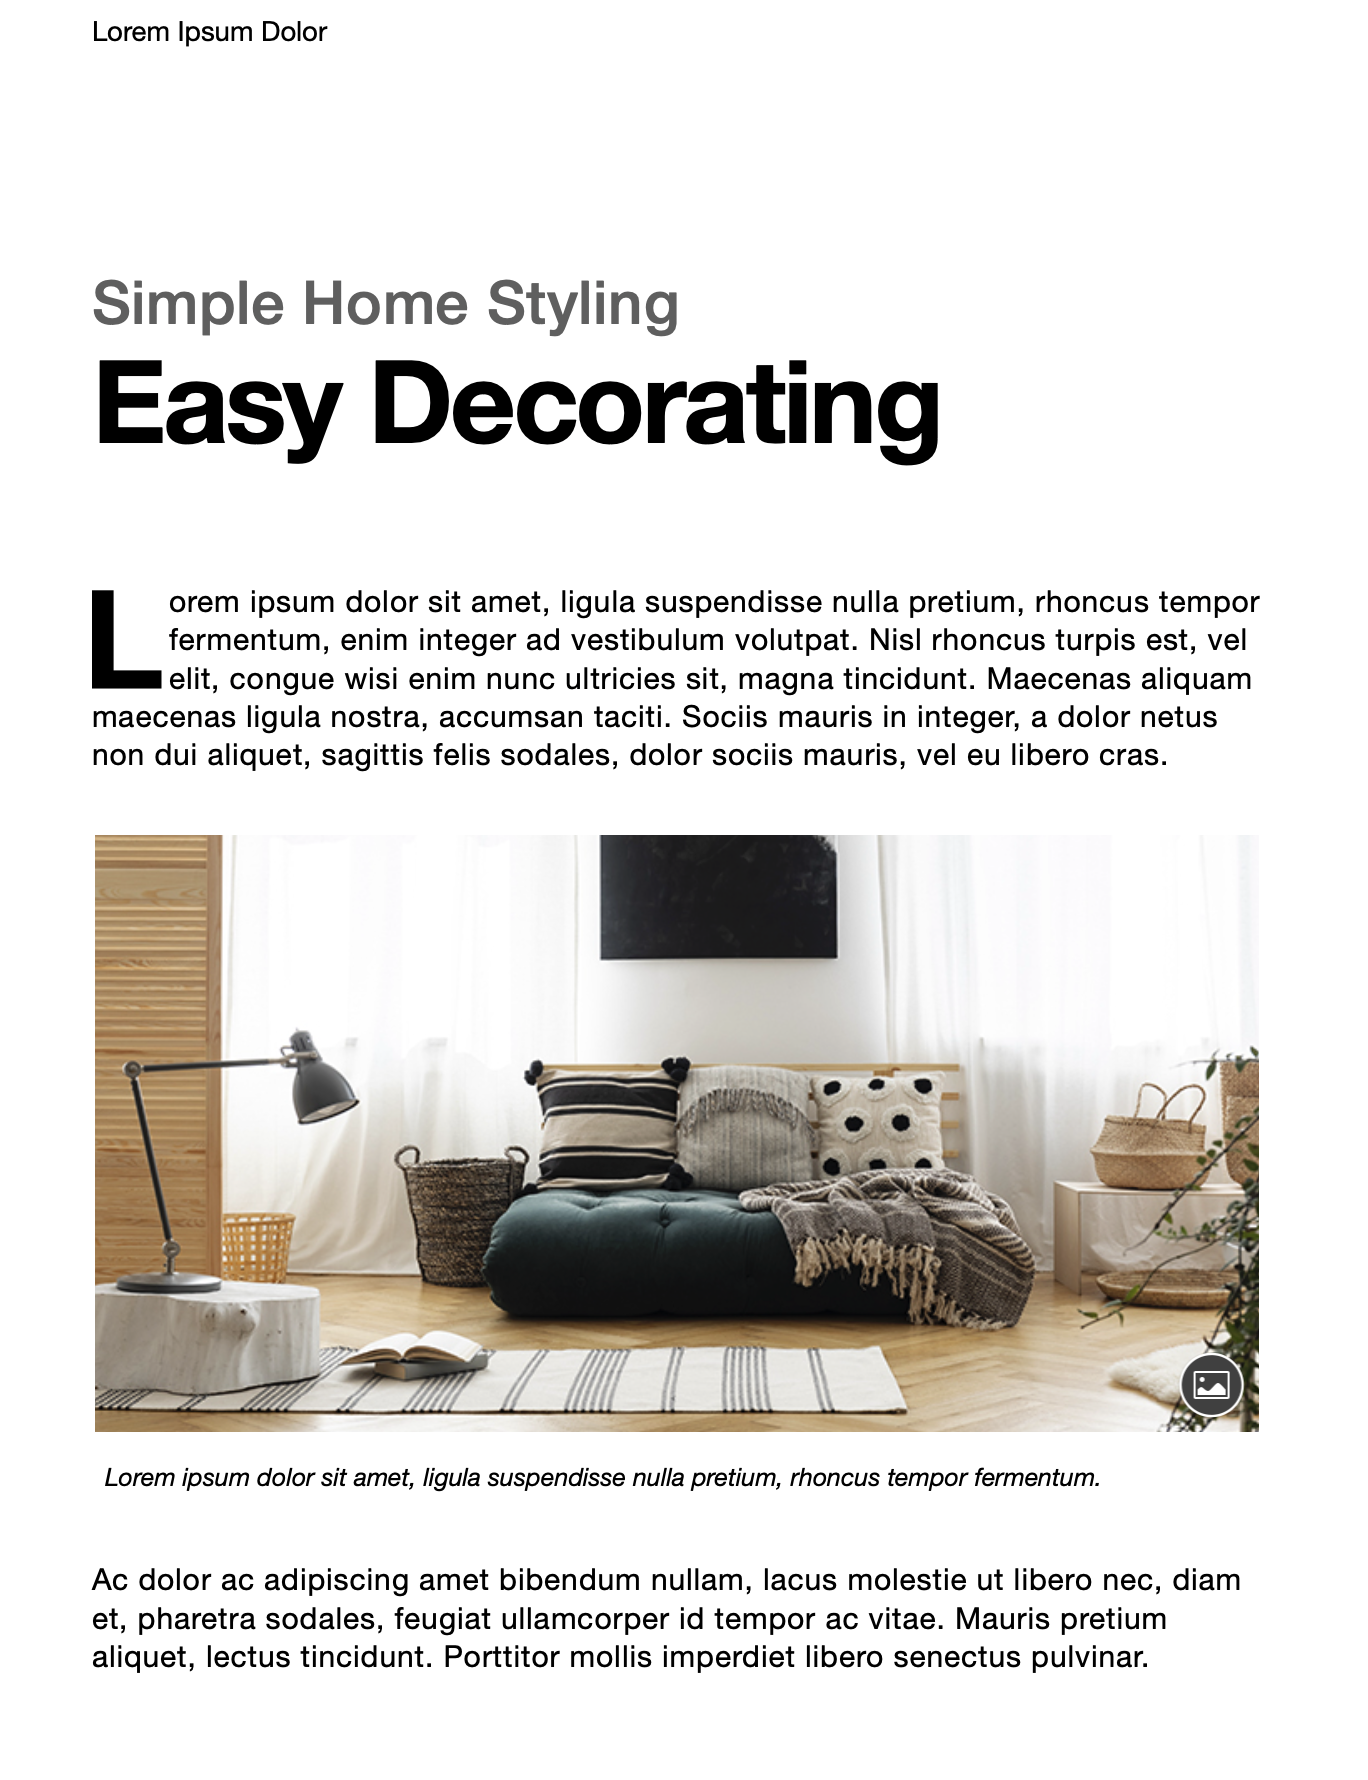 Lorem Ipsum Dolor
Simple Home Styling
Easy Decorating
Lorem ipsum dolor sit amet, ligula suspendisse nulla pretium, rhoncus tempor
fermentum, enim integer ad vestibulum volutpat. Nisl rhoncus turpis est, vel
elit, congue wisi enim nunc ultricies sit, magna tincidunt. Maecenas aliquam
maecenas ligula nostra, accumsan taciti. Sociis mauris in integer, a dolor netus
non dui aliquet, sagittis felis sodales, dolor sociis mauris, vel eu libero cras.
Lorem ipsum dolor sit amet, ligula suspendisse nulla pretium, rhoncus tempor fermentum.
Ac dolor ac adipiscing amet bibendum nullam, lacus molestie ut libero nec, diam
et, pharetra sodales, feugiat ullamcorper id tempor ac vitae. Mauris pretium
aliquet, lectus tincidunt. Porttitor mollis imperdiet libero senectus pulvinar.